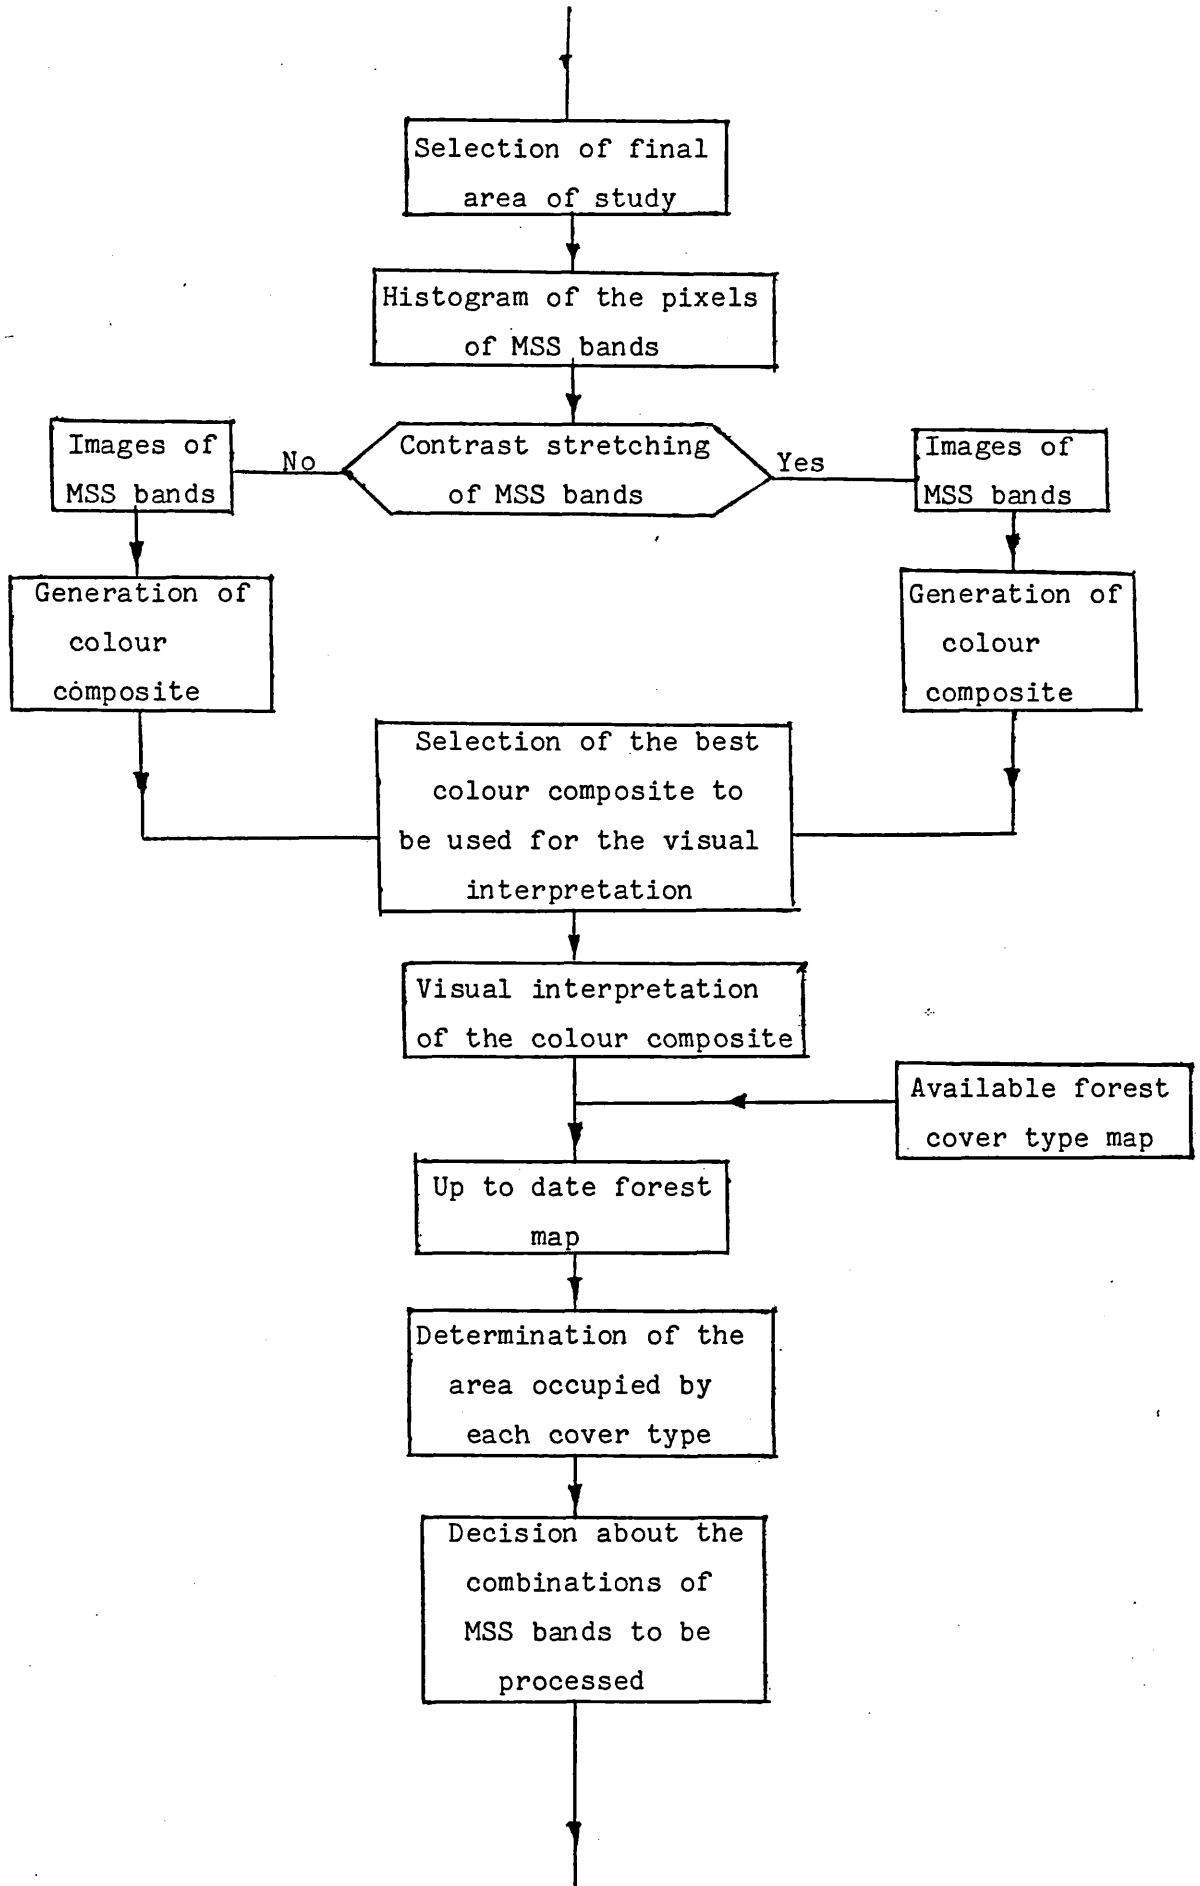 Selection of final
area of study
Histogram of the pixels
of MSS bands
Images of
MSS bands
No
Contrast stretching
of MSS bands
Yes
Images of
MSS bands
Generation of
colour
composite
Generation of
colour
composite
Selection of the best
colour composite to
be used for the visual
interpretation
Visual interpretation
of the colour composite
Available forest
cover type map
Up to date forest
map
Determination of the
area occupied by
each cover type
Decision about the
combinations of
MSS bands to be
processed